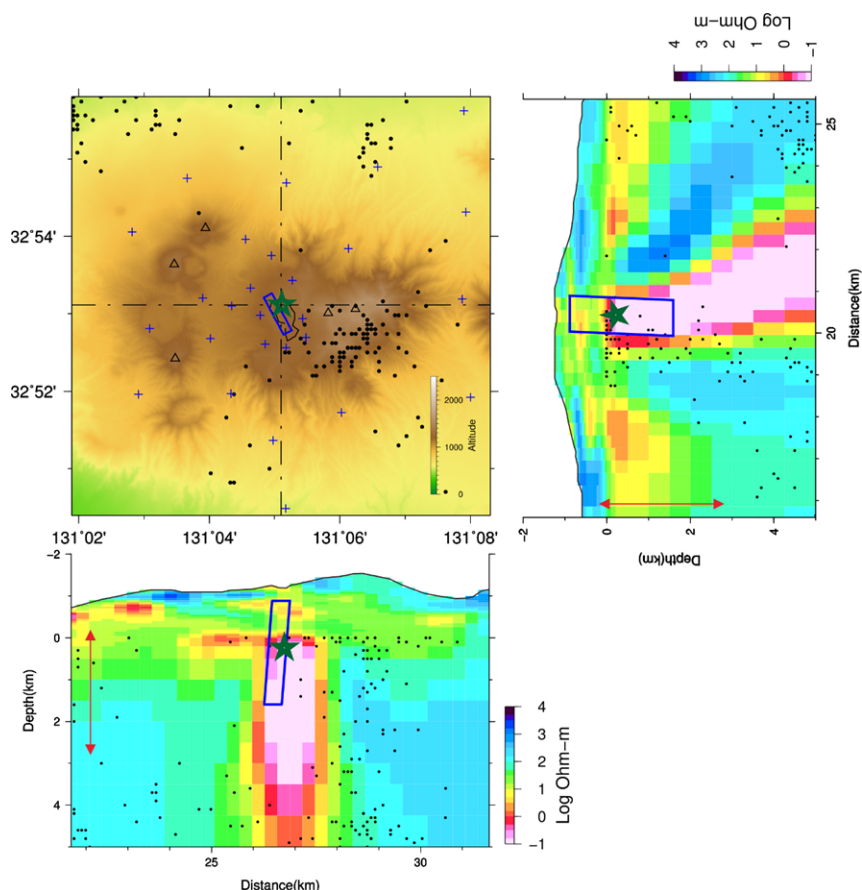 Log Ohm-m
4 3 2 1 0 -1
32˚54'
32˚52'
2000
1000
0
Altitude
131˚02' 131˚04' 131˚06' 131˚08'
25
20
Distance(km)
-2 0 2 4
Depth(km)
-2
0
2
4
Depth(km)
25 30
Distance(km)
4
3
2
1
0
-1
Log Ohm-m